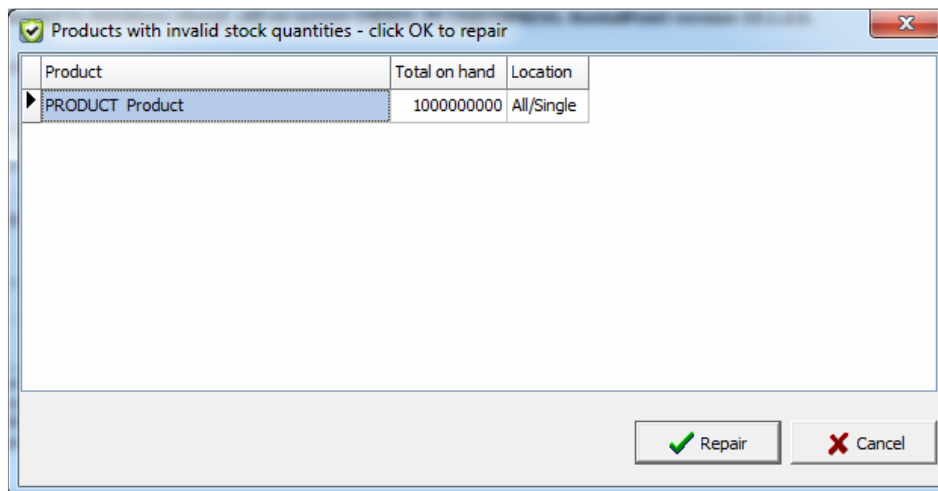 Products with invalid stock quantities - click OK to repair
Product Total on hand Location
PRODUCT Product 1000000000 All/Single
Repair Cancel